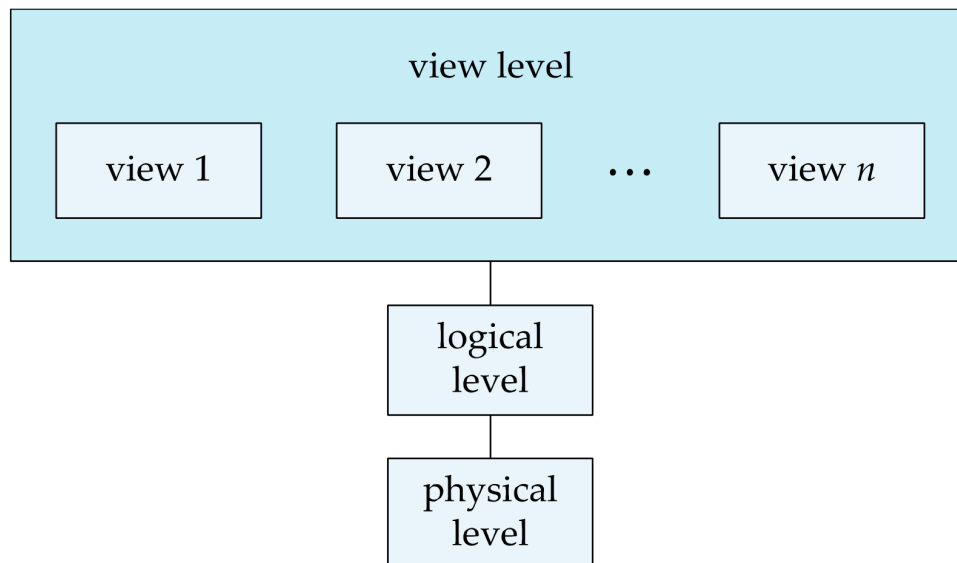 view level
view 1
view 2
...
view n
logical
level
physical
level